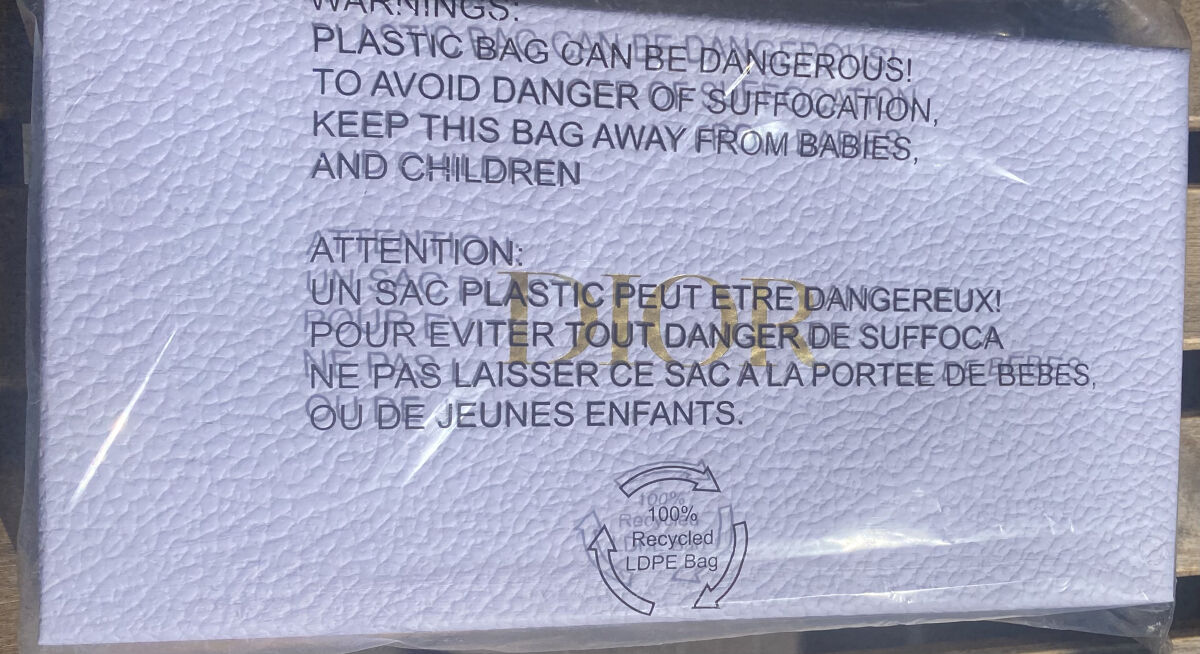 WARNINGS:
PLASTIC BAG CAN BE DANGEROUS!
TO AVOID DANGER OF SUFFOCATION,
KEEP THIS BAG AWAY FROM BABIES,
AND CHILDREN
ATTENTION:
UN SAC PLASTIC PEUT ETRE DANGEREUX!
DIOR
POUR EVITER TOUT DANGER DE SUFFOCA
NE PAS LAISSER CE SAC A LA PORTEE DE BEBES,
OU DE JEUNES ENFANTS.
100%
Recycled
LDPE Bag